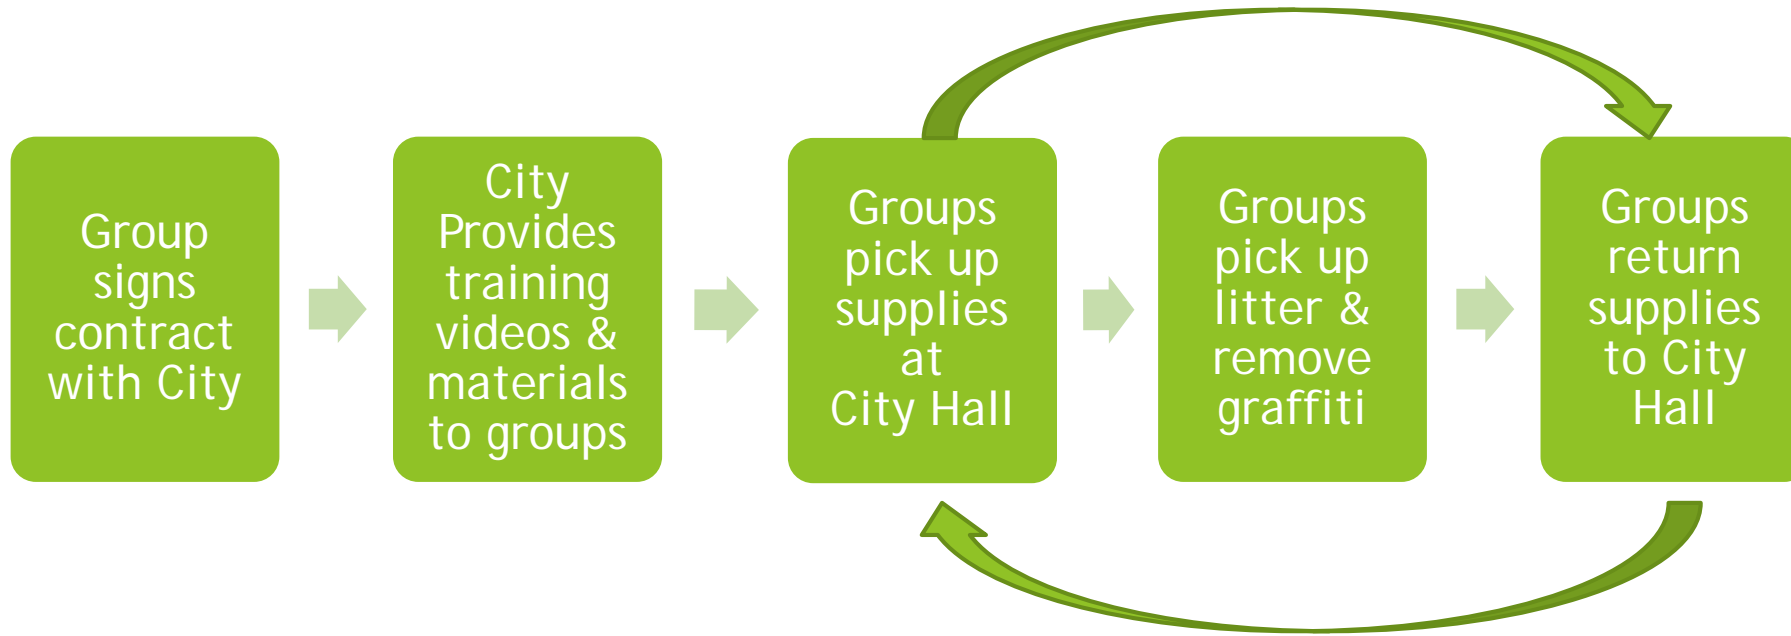 Group
signs
contract
with City
City
Provides
training
videos &
materials
to groups
Groups
pick up
supplies
at
City Hall
Groups
pick up
litter &
remove
graffiti
Groups
return
supplies
to City
Hall